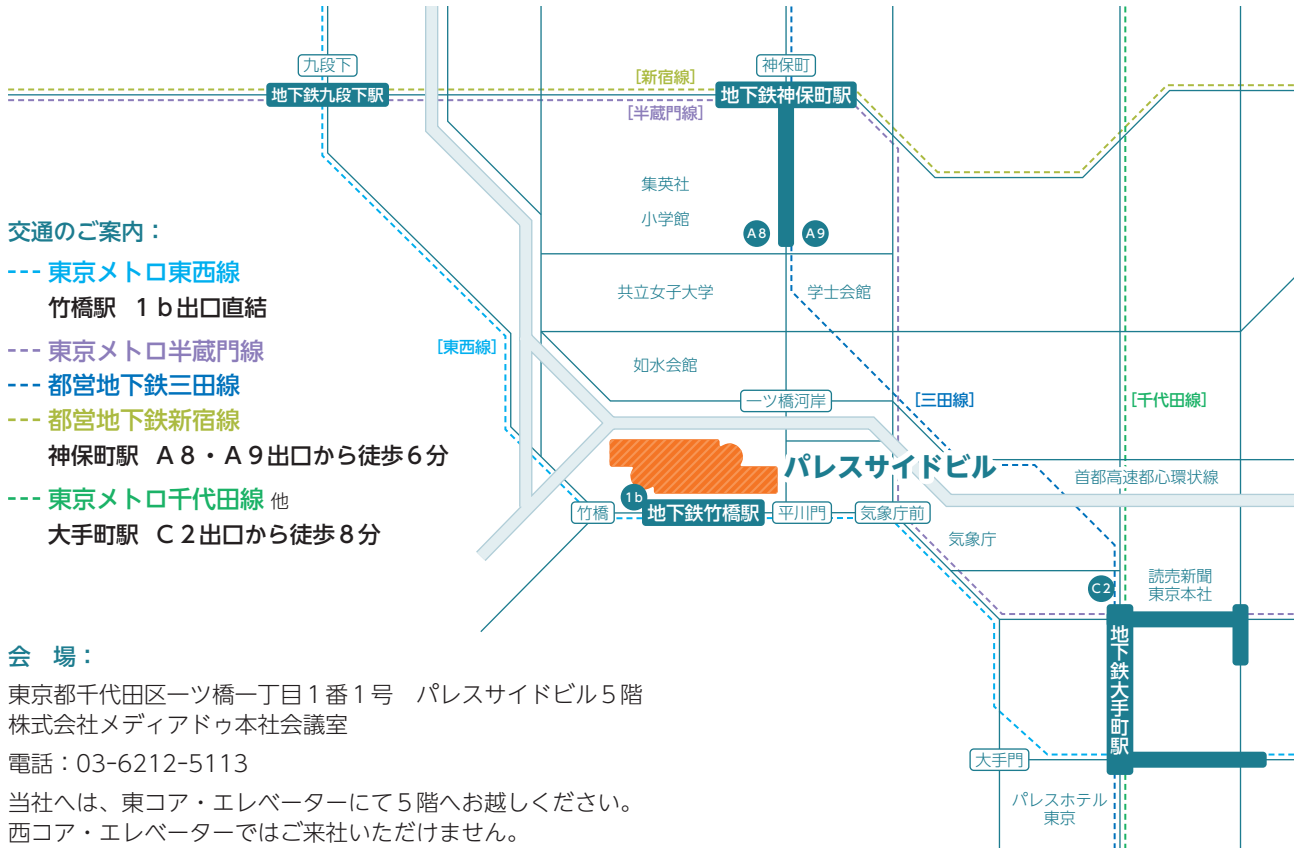 九段下
神保町
[新宿線]
地下鉄九段下駅
地下鉄神保町駅
[半蔵門線]
集英社
小学館
A8
A9
交通のご案内：
東京メトロ東西線
竹橋駅 １ｂ出口直結
東京メトロ半蔵門線
都営地下鉄三田線
都営地下鉄新宿線
神保町駅 Ａ８・Ａ９出口から徒歩６分
東京メトロ千代田線 他
大手町駅 Ｃ２出口から徒歩８分
共立女子大学
学士会館
[東西線]
如水会館
一ツ橋河岸
[三田線]
[千代田線]
パレスサイドビル
首都高速都心環状線
1b
竹橋
地下鉄竹橋駅
平川門
気象庁前
気象庁
C2
読売新聞
東京本社
地下鉄大手町駅
大手門
パレスホテル
東京
会　場：
東京都千代田区一ツ橋一丁目１番１号　パレスサイドビル５階
株式会社メディアドゥ本社会議室
電話：03-6212-5113
当社へは、東コア・エレベーターにて５階へお越しください。
西コア・エレベーターではご来社いただけません。